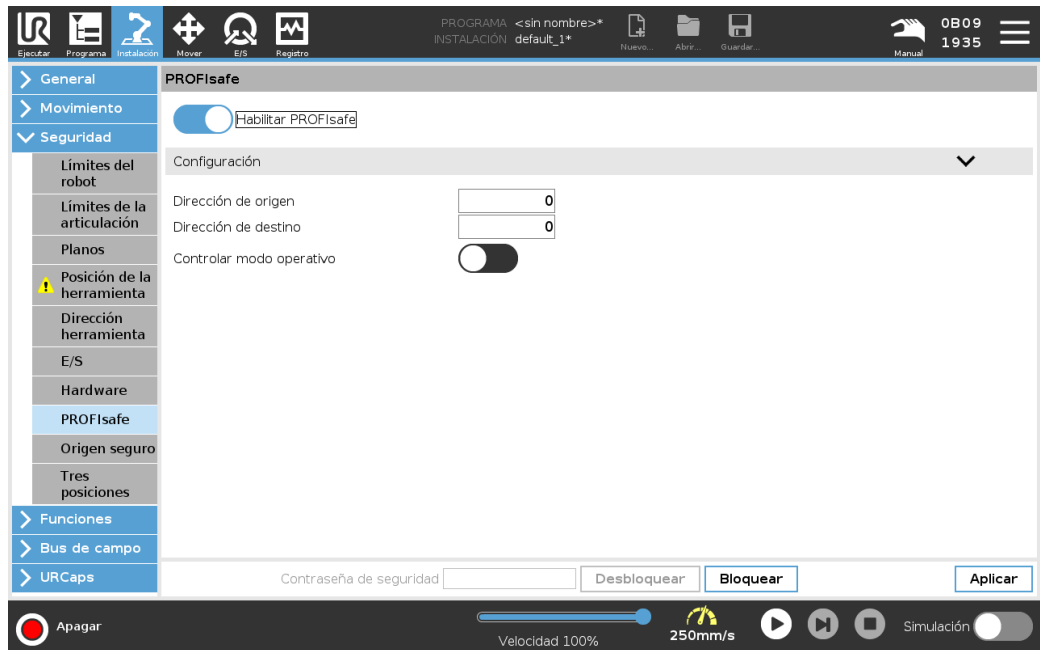 UR
Ejecutar
Programa
Instalación
Mover
E/S
Registro
PROGRAMA <sin nombre>*
INSTALACIÓN default_1*
Nuevo...
Abrir...
Guardar...
Manual
0B09
1935
General
Movimiento
Seguridad
Límites del
robot
Límites de la
articulación
Planos
Posición de la
herramienta
Dirección
herramienta
E/S
Hardware
PROFIsafe
Origen seguro
Tres
posiciones
Funciones
Bus de campo
URCaps
PROFIsafe
Habilitar PROFIsafe
Configuración
Dirección de origen 0
Dirección de destino 0
Controlar modo operativo
Contraseña de seguridad Desbloquear Bloquear Aplicar
Apagar
Velocidad 100%
250mm/s
Simulación